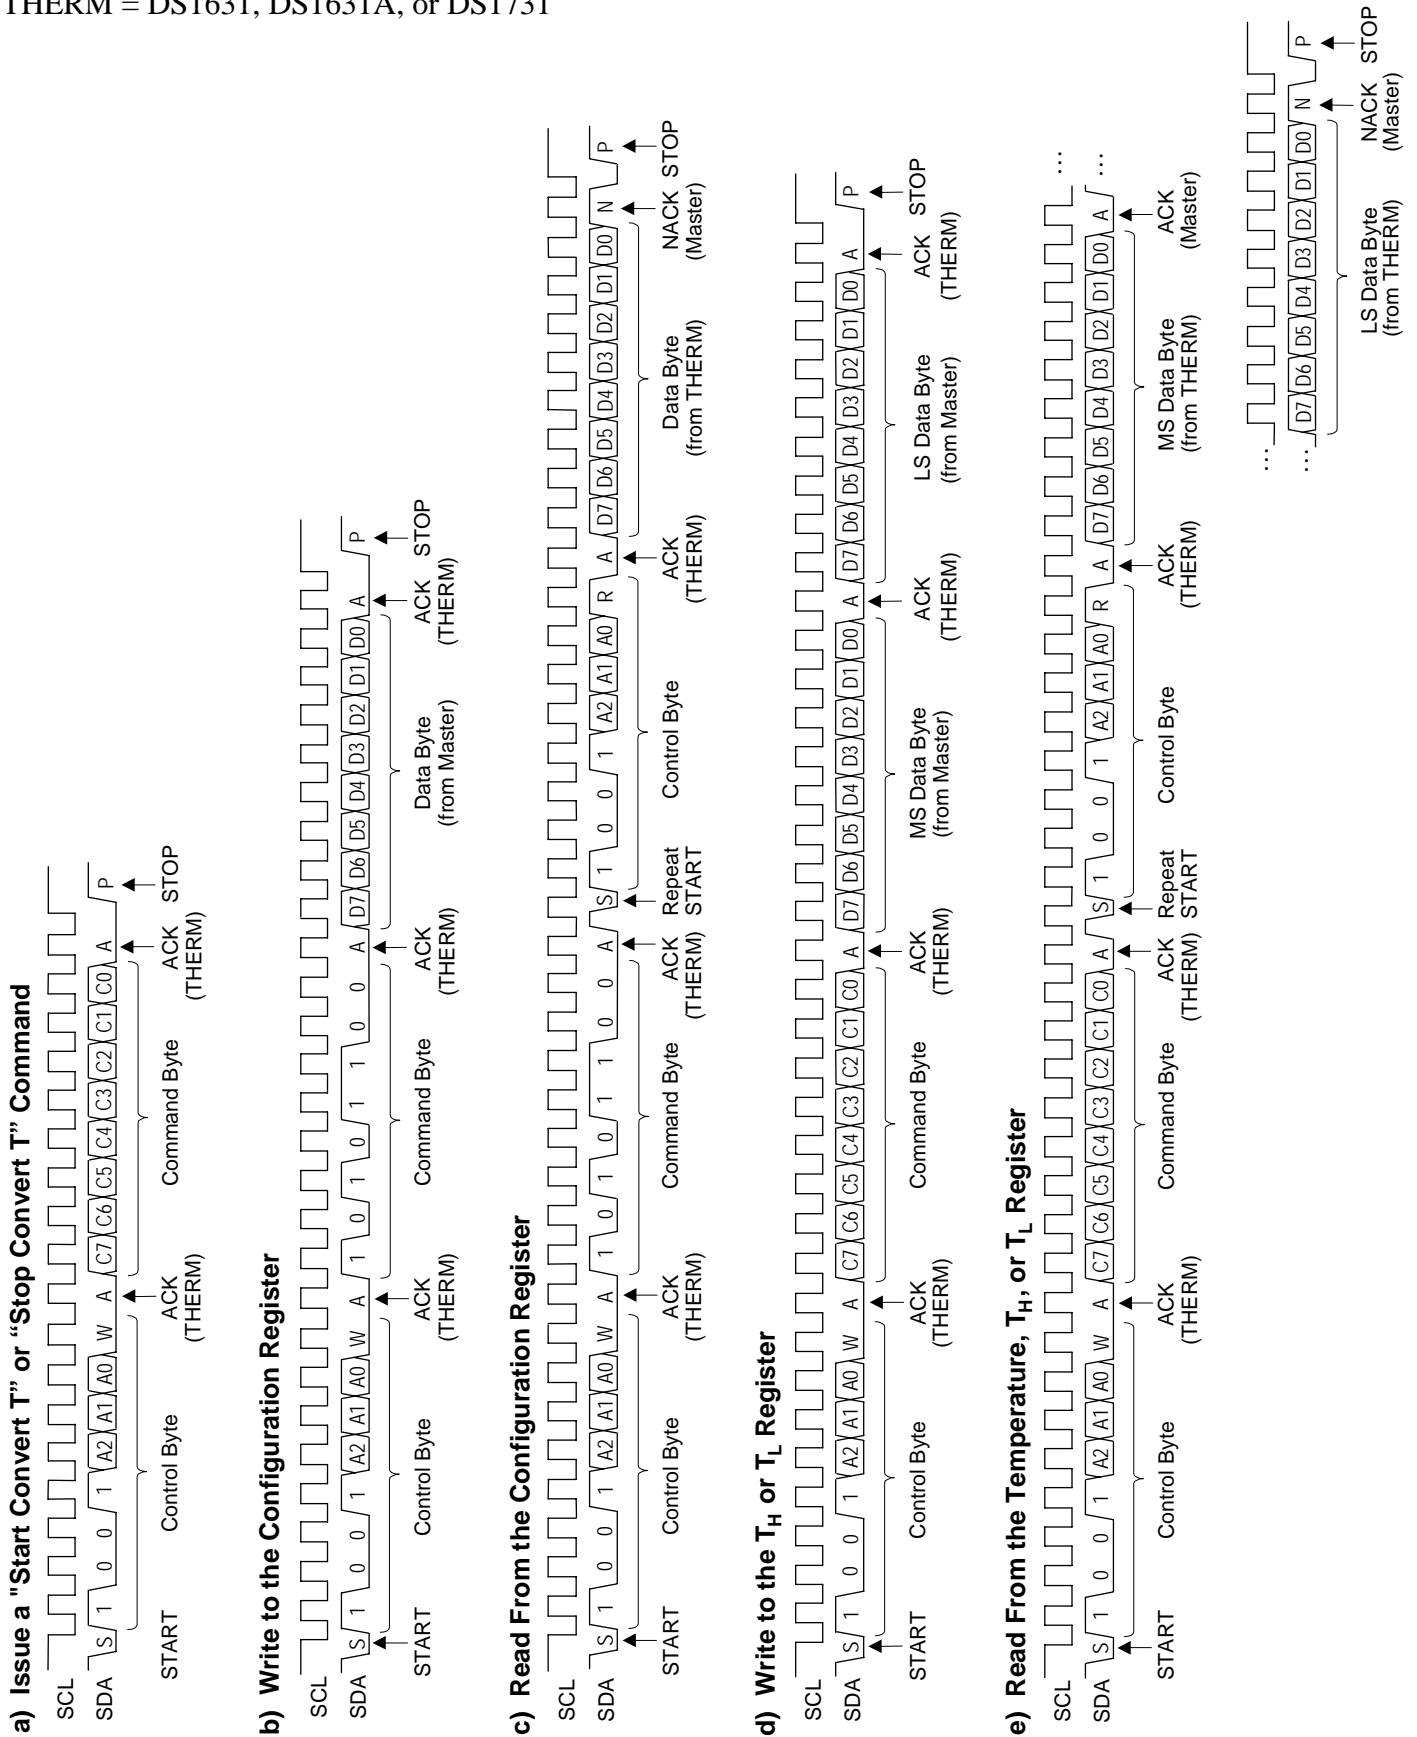 THERM = DS1631, DS1631A, or DS1731
a) Issue a "Start Convert T” or “Stop Convert T” Command
SCL
SDA S 1 0 0 1 A2 A1 A0 W A C7 C6 C5 C4 C3 C2 C1 C0 A P
START Control Byte ACK Command Byte ACK STOP
(THERM) (THERM)
b) Write to the Configuration Register
SCL
SDA S 1 0 0 1 A2 A1 A0 W A 1 0 1 0 1 1 0 0 A D7 D6 D5 D4 D3 D2 D1 D0 A P
START Control Byte ACK Command Byte ACK Data Byte ACK STOP
(THERM) (THERM) (from Master) (THERM)
c) Read From the Configuration Register
SCL
SDA S 1 0 0 1 A2 A1 A0 W A 1 0 1 0 1 1 0 0 A S 1 0 0 1 A2 A1 A0 R A D7 D6 D5 D4 D3 D2 D1 D0 N P
START Control Byte ACK Command Byte ACK Repeat Control Byte ACK Data Byte NACK STOP
(THERM) (THERM) START (THERM) (from THERM) (Master)
d) Write to the TH or TL Register
SCL
SDA S 1 0 0 1 A2 A1 A0 W A C7 C6 C5 C4 C3 C2 C1 C0 A D7 D6 D5 D4 D3 D2 D1 D0 A D7 D6 D5 D4 D3 D2 D1 D0 A P
START Control Byte ACK Command Byte ACK MS Data Byte ACK LS Data Byte ACK STOP
(THERM) (THERM) (from Master) (THERM) (from Master) (THERM)
e) Read From the Temperature, TH, or TL Register
SCL ...
SDA S 1 0 0 1 A2 A1 A0 W A C7 C6 C5 C4 C3 C2 C1 C0 A S 1 0 0 1 A2 A1 A0 R A D7 D6 D5 D4 D3 D2 D1 D0 A ...
START Control Byte ACK Command Byte ACK Repeat Control Byte ACK MS Data Byte ACK
(THERM) (THERM) START (THERM) (from THERM) (Master)
...
... D7 D6 D5 D4 D3 D2 D1 D0 N P
LS Data Byte NACK STOP
(from THERM) (Master)